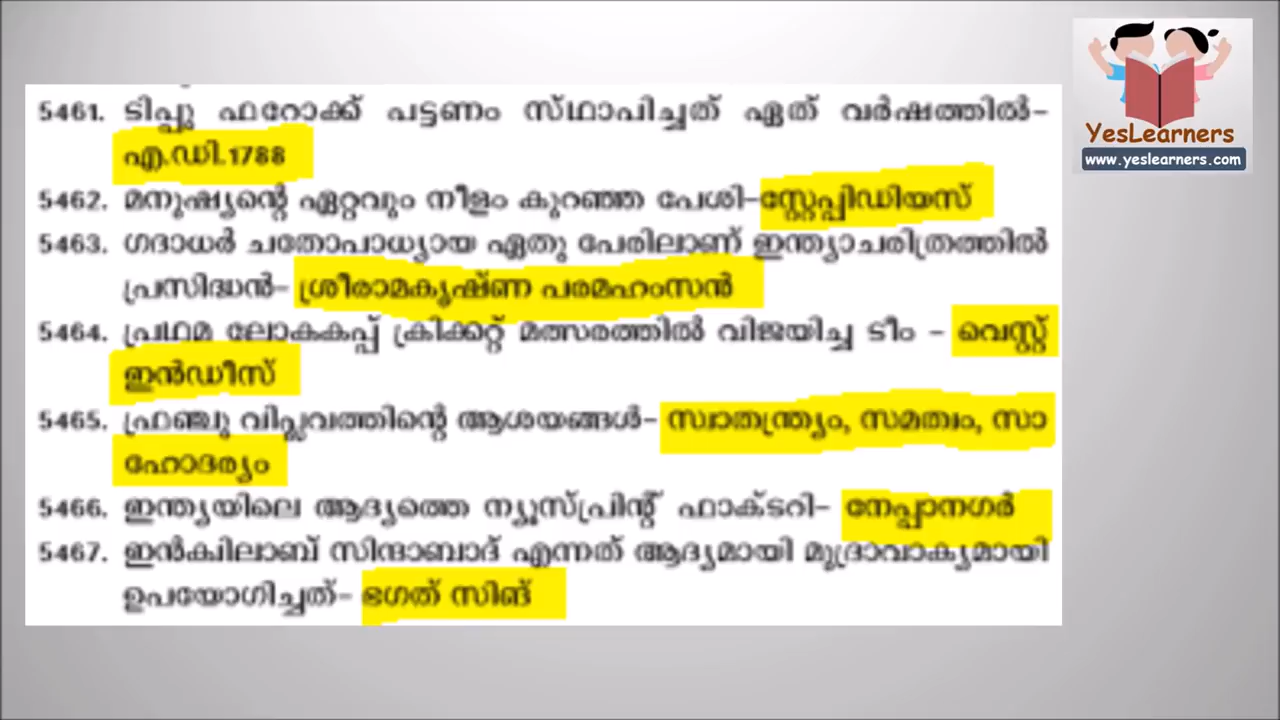 5461. ടിപ്പു ഫറോക്ക് പട്ടണം സ്ഥാപിച്ചത് ഏത് വർഷത്തിൽ-
എ.ഡി.1788
5462. മനുഷ്യന്റെ ഏറ്റവും നീളം കുറഞ്ഞ പേശി-സ്റ്റേപ്പിഡിയസ്
5463. ഗദാധർ ചതോപാധ്യായ ഏതു പേരിലാണ് ഇന്ത്യാചരിത്രത്തിൽ
പ്രസിദ്ധൻ- ശ്രീരാമകൃഷ്ണ പരമഹംസൻ
5464. പ്രഥമ ലോകകപ്പ് ക്രിക്കറ്റ് മത്സരത്തിൽ വിജയിച്ച ടീം - വെസ്റ്റ്
ഇൻഡീസ്
5465. ഫ്രഞ്ചു വിപ്ലവത്തിന്റെ ആശയങ്ങൾ- സ്വാതന്ത്ര്യം, സമത്വം, സാ
ഹോദര്യം
5466. ഇന്ത്യയിലെ ആദ്യത്തെ ന്യൂസ്പ്രിന്റ് ഫാക്ടറി- നേപ്പാനഗർ
5467. ഇൻക്വിലാബ് സിന്ദാബാദ് എന്നത് ആദ്യമായി മുദ്രാവാക്യമായി
ഉപയോഗിച്ചത്- ഭഗത് സിങ്
YesLearners
www.yeslearners.com